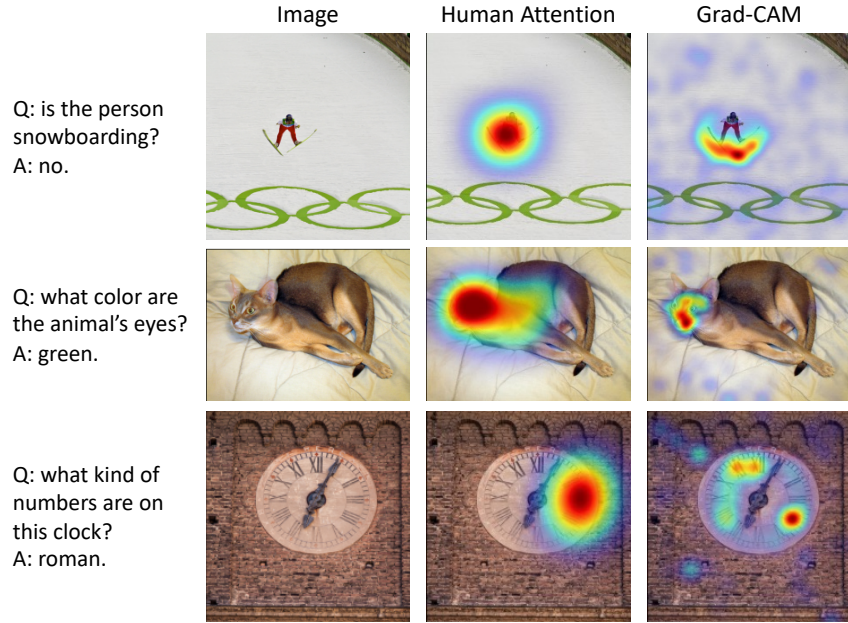 Image Human Attention Grad-CAM
Q: is the person
snowboarding?
A: no.
Q: what color are
the animal's eyes?
A: green.
Q: what kind of
numbers are on
this clock?
A: roman.